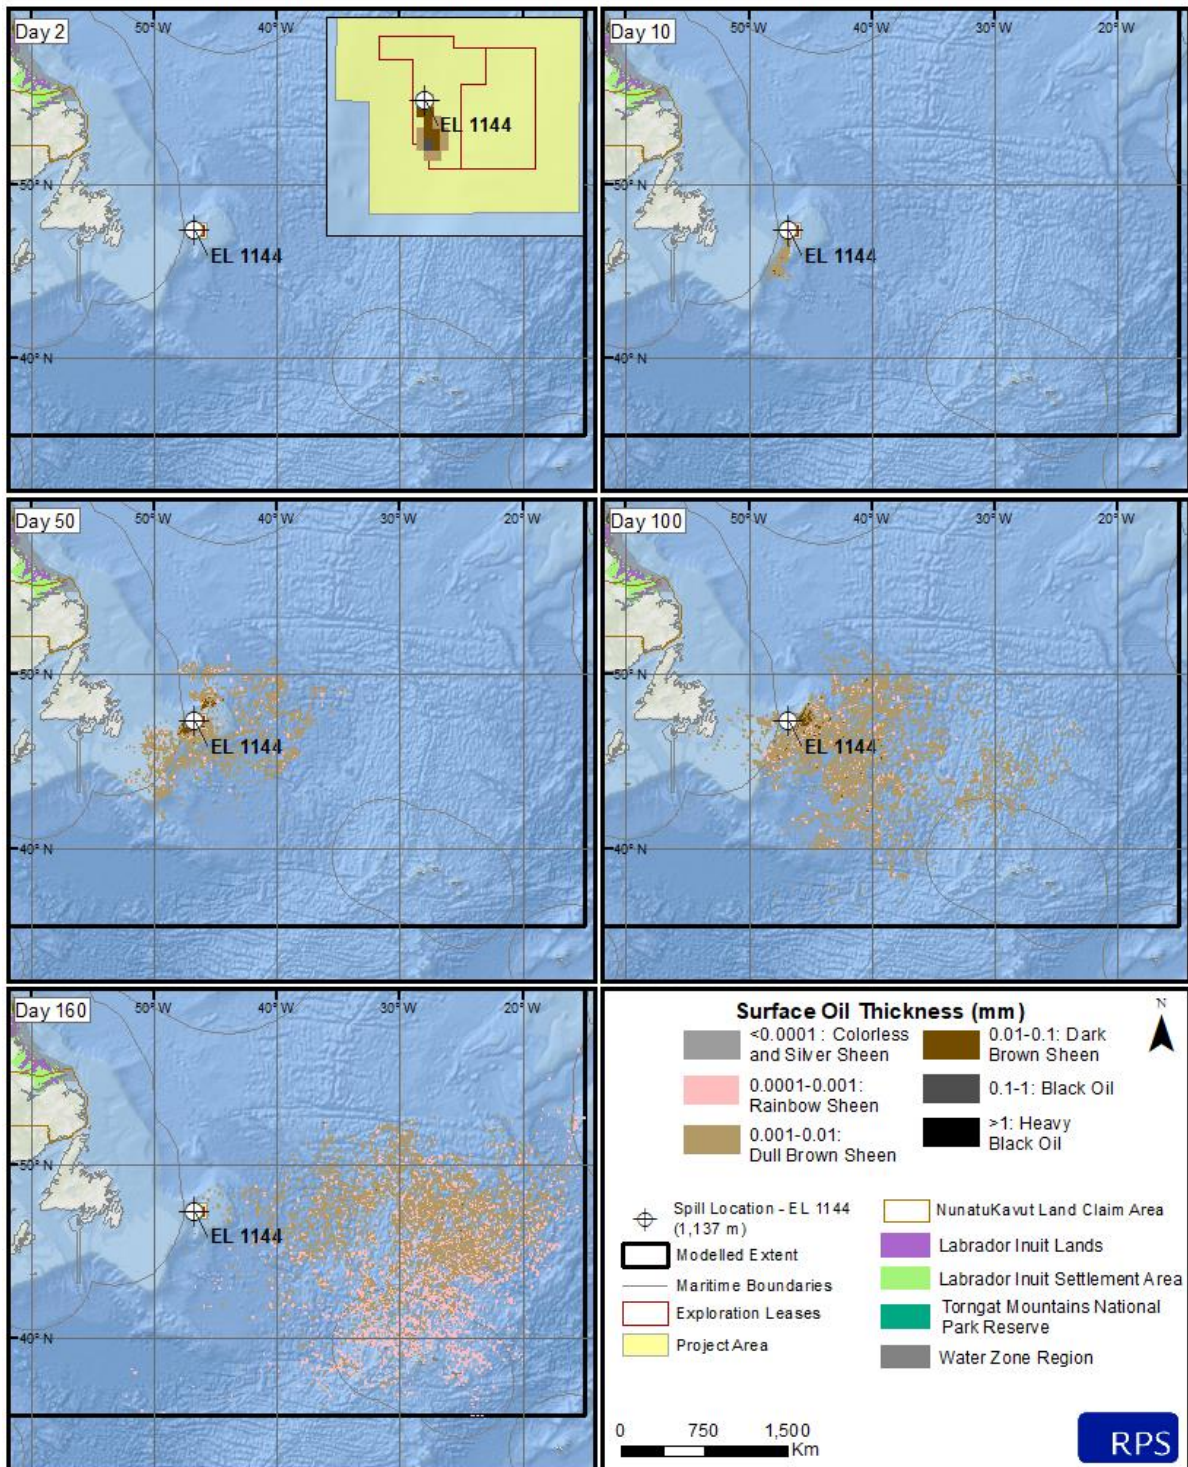 Day 2
50°W
40° W
30° W
20° W
EL 1144
50° N
EL 1144
40° N
Day 10
50°W
40° W
30° W
20° W
50° N
EL 1144
40° N
Day 50
50°W
40° W
30° W
20° W
50° N
EL 1144
40° N
Day 100
50°W
40° W
30° W
20° W
50° N
EL 1144
40° N
Day 160
50°W
40° W
30° W
20° W
50° N
EL 1144
40° N
Surface Oil Thickness (mm)
N
<0.0001 : Colorless
and Silver Sheen
0.0001-0.001:
Rainbow Sheen
0.001-0.01:
Dull Brown Sheen
0.01-0.1: Dark
Brown Sheen
0.1-1: Black Oil
>1: Heavy
Black Oil
Spill Location - EL 1144
(1,137 m)
Modelled Extent
Maritime Boundaries
Exploration Leases
Project Area
NunatuKavut Land Claim Area
Labrador Inuit Lands
Labrador Inuit Settlement Area
Torngat Mountains National
Park Reserve
Water Zone Region
0 750 1,500
Km
RPS